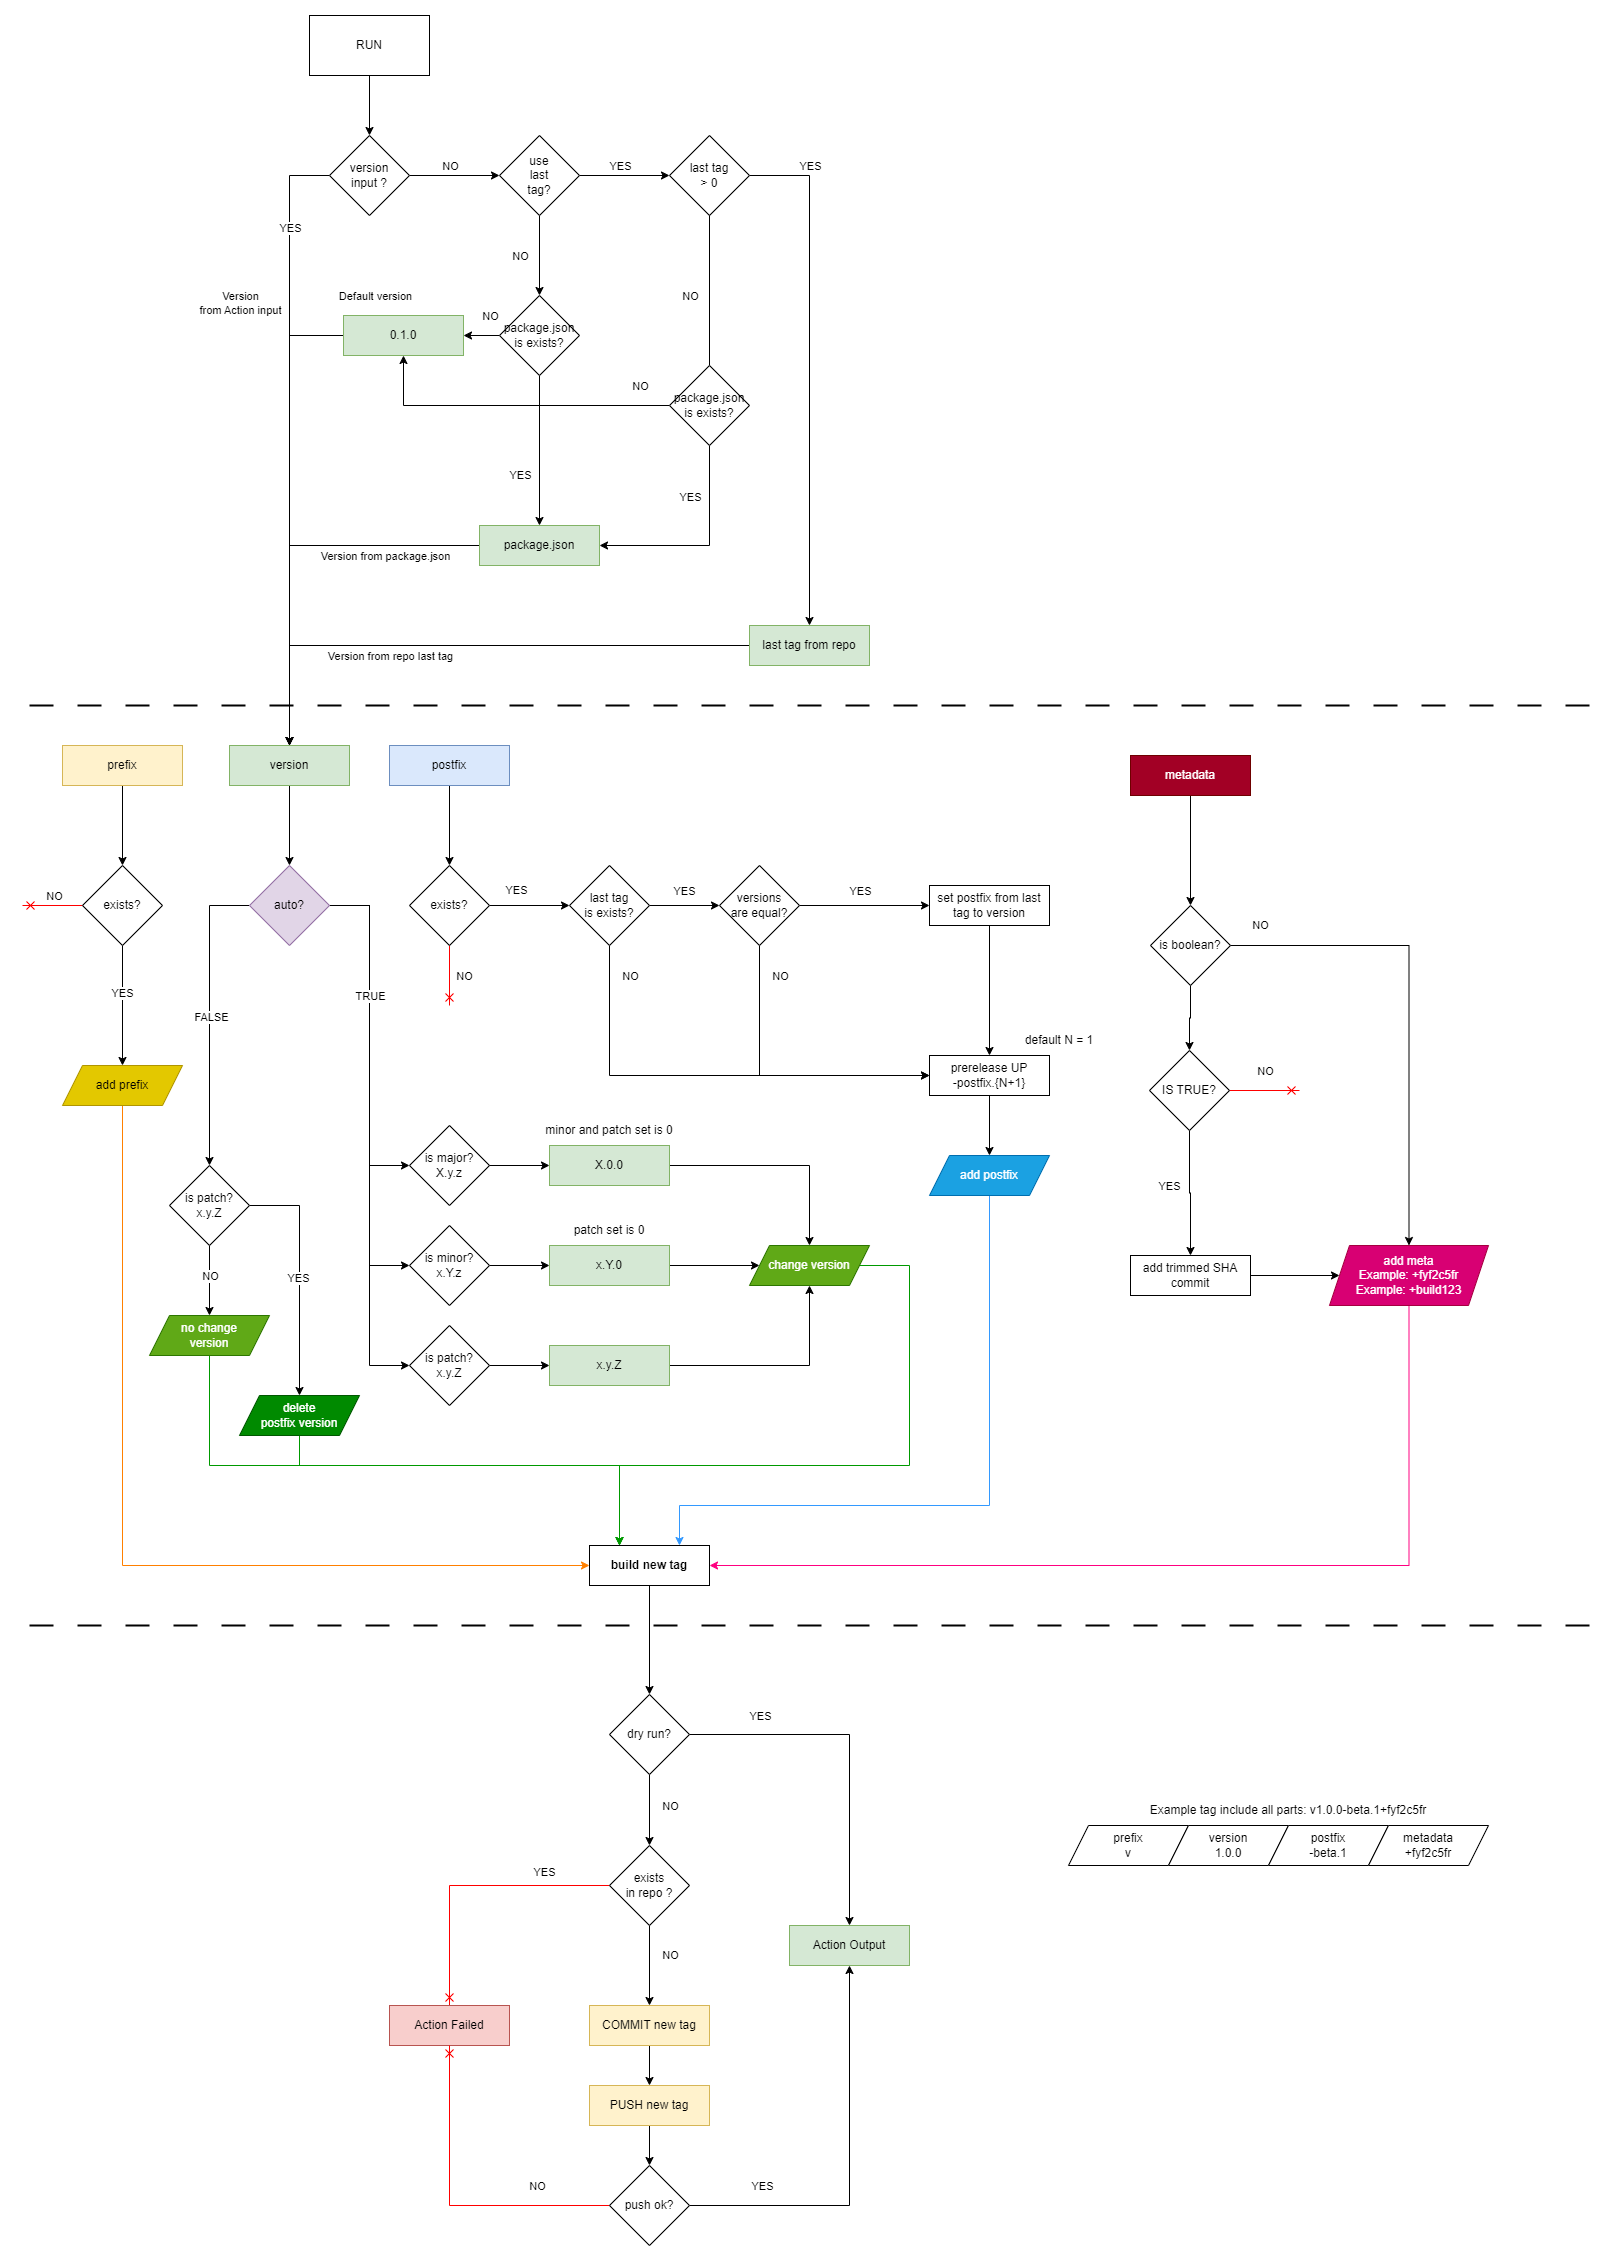 RUN
version
input ?
NO
use
last
tag?
YES
last tag
> 0
YES
YES
NO
Version
from Action input
Default version
NO
0.1.0
NO
package.json
is exists?
NO
package.json
is exists?
YES
YES
package.json
Version from package.json
last tag from repo
Version from repo last tag
prefix
version
postfix
metadata
NO
exists?
auto?
exists?
YES
last tag
is exists?
YES
versions
are equal?
YES
set postfix from last
tag to version
NO
is boolean?
NO
NO
NO
YES
FALSE
TRUE
default N = 1
prerelease UP
-postfix.{N+1}
NO
IS TRUE?
add prefix
minor and patch set is 0
is major?
X.y.z
X.0.0
add postfix
YES
is patch?
x.y.Z
patch set is 0
is minor?
x.Y.z
x.Y.0
change version
add trimmed SHA
commit
add meta
Example: +fyf2c5fr
Example: +build123
NO
YES
no change
version
is patch?
x.y.Z
x.y.Z
delete
postfix version
build new tag
dry run?
YES
NO
Example tag include all parts: v1.0.0-beta.1+fyf2c5fr
prefix
v
version
1.0.0
postfix
-beta.1
metadata
+fyf2c5fr
YES
exists
in repo ?
NO
Action Output
Action Failed
COMMIT new tag
PUSH new tag
NO
YES
push ok?